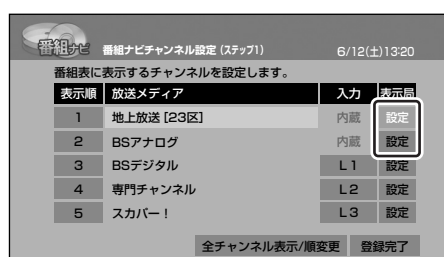 番組ナビ 番組ナビチャンネル設定 (ステップ1) 6/12(土)13:20
番組表に表示するチャンネルを設定します。
表示順 放送メディア 入力 表示局
1 地上放送 [23区] 内蔵 設定
2 BSアナログ 内蔵 設定
3 BSデジタル L1 設定
4 専門チャンネル L2 設定
5 スカパー！ L3 設定
全チャンネル表示/順変更 登録完了